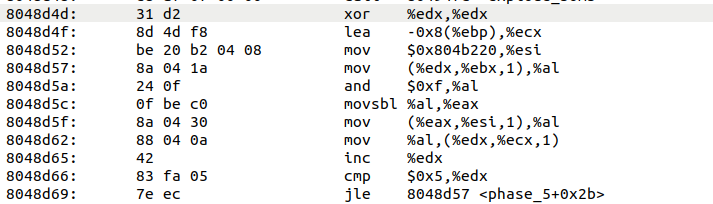 8048d4d: 31 d2 xor %edx,%edx
8048d4f: 8d 4d f8 lea -0x8(%ebp),%ecx
8048d52: be 20 b2 04 08 mov $0x804b220,%esi
8048d57: 8a 04 1a mov (%edx,%ebx,1),%al
8048d5a: 24 0f and $0xf,%al
8048d5c: 0f be c0 movsbl %al,%eax
8048d5f: 8a 04 30 mov (%eax,%esi,1),%al
8048d62: 88 04 0a mov %al,(%edx,%ecx,1)
8048d65: 42 inc %edx
8048d66: 83 fa 05 cmp $0x5,%edx
8048d69: 7e ec jle 8048d57 <phase_5+0x2b>